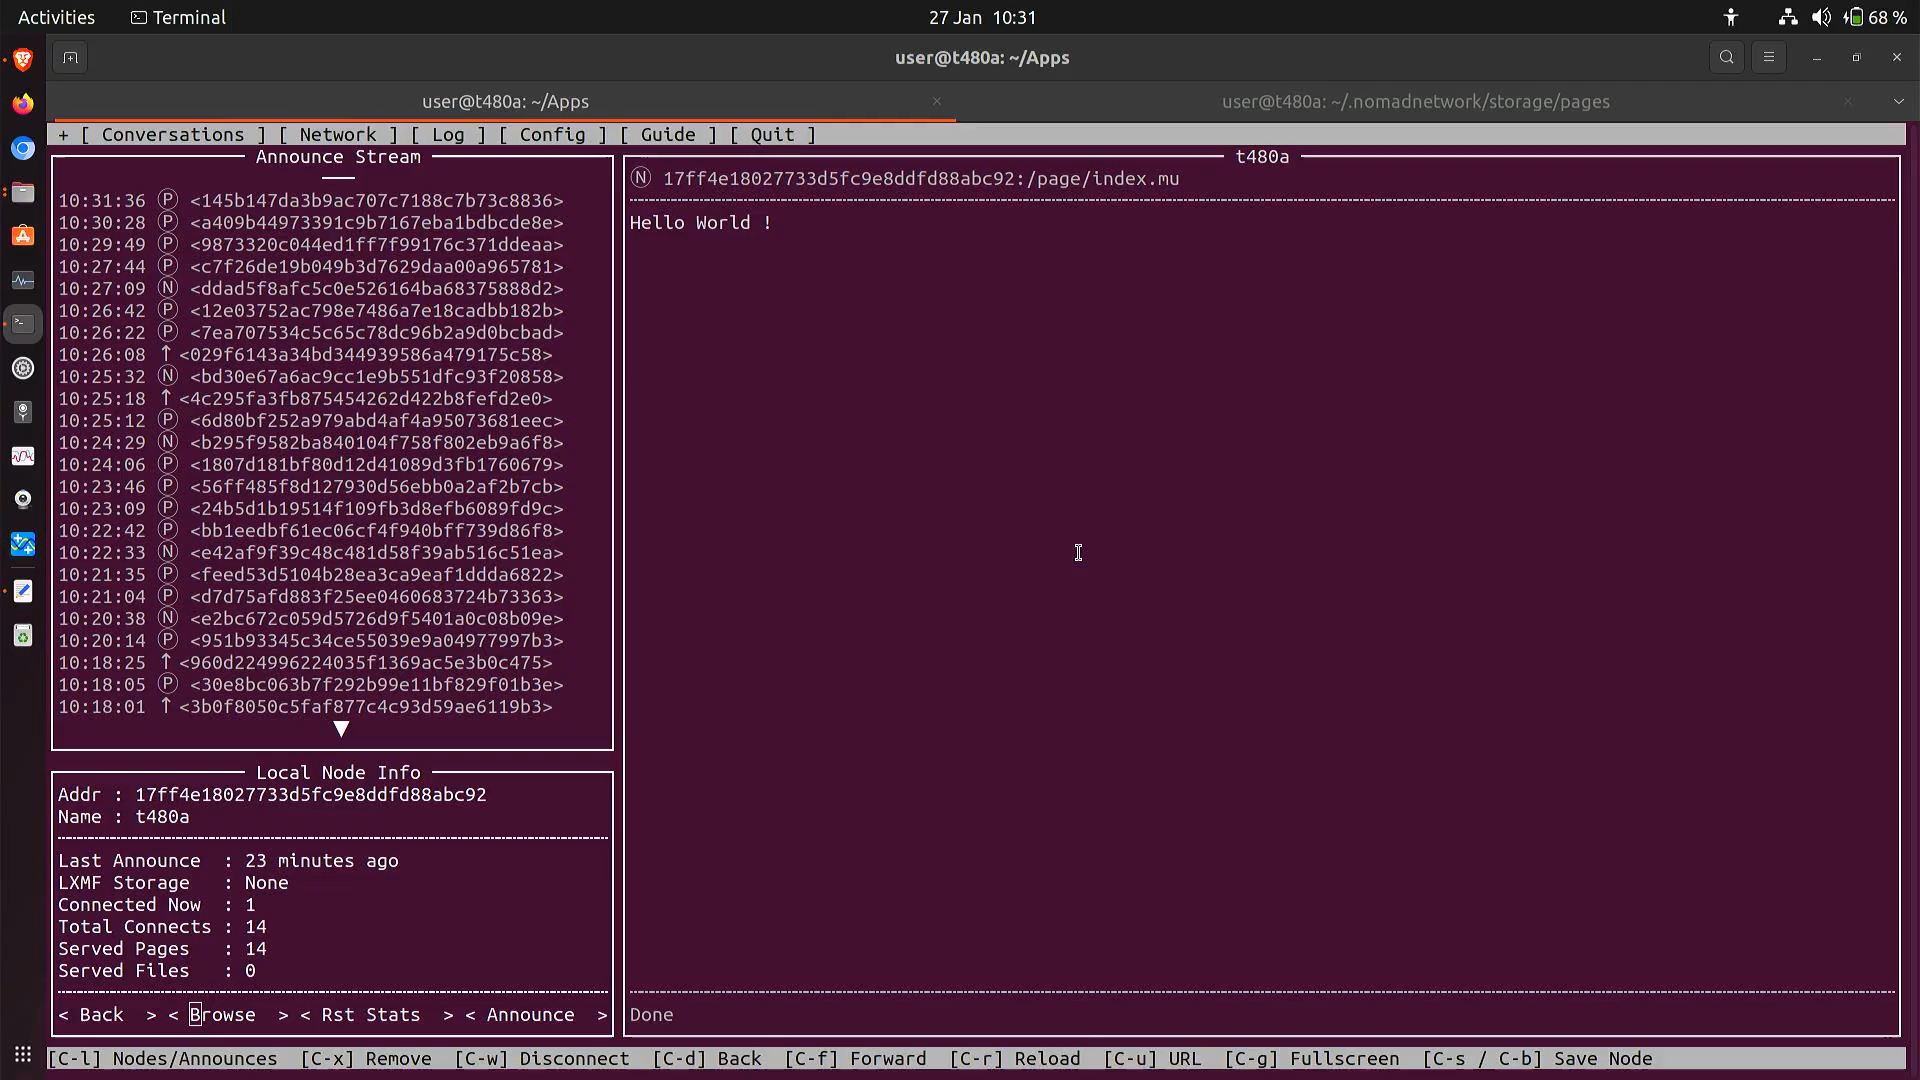 Activities Terminal 27 Jan 10:31 68 %
user@t480a: ~/Apps
user@t480a: ~/Apps × user@t480a: ~/.nomadnetwork/storage/pages ×
+ [ Conversations ] [ Network ] [ Log ] [ Config ] [ Guide ] [ Quit ]
Announce Stream
10:31:36 Ⓟ <145b147da3b9ac707c7188c7b73c8836>
10:30:28 Ⓟ <a409b44973391c9b7167eba1bdbcde8e>
10:29:49 Ⓟ <9873320c044ed1ff7f99176c371ddeaa>
10:27:44 Ⓟ <c7f26de19b049b3d7629daa00a965781>
10:27:09 Ⓝ <ddad5f8afc5c0e526164ba68375888d2>
10:26:42 Ⓟ <12e03752ac798e7486a7e18cadbb182b>
10:26:22 Ⓟ <7ea707534c5c65c78dc96b2a9d0bcbad>
10:26:08 ↑ <029f6143a34bd344939586a479175c58>
10:25:32 Ⓝ <bd30e67a6ac9cc1e9b551dfc93f20858>
10:25:18 ↑ <4c295fa3fb875454262d422b8fefd2e0>
10:25:12 Ⓟ <6d80bf252a979abd4af4a95073681eec>
10:24:29 Ⓝ <b295f9582ba840104f758f802eb9a6f8>
10:24:06 Ⓟ <1807d181bf80d12d41089d3fb1760679>
10:23:46 Ⓟ <56ff485f8d127930d56ebb0a2af2b7cb>
10:23:09 Ⓟ <24b5d1b19514f109fb3d8efb6089fd9c>
10:22:42 Ⓟ <bb1eedbf61ec06cf4f940bff739d86f8>
10:22:33 Ⓝ <e42af9f39c48c481d58f39ab516c51ea>
10:21:35 Ⓟ <feed53d5104b28ea3ca9eaf1ddda6822>
10:21:04 Ⓟ <d7d75afd883f25ee0460683724b73363>
10:20:38 Ⓝ <e2bc672c059d5726d9f5401a0c08b09e>
10:20:14 Ⓟ <951b93345c34ce55039e9a04977997b3>
10:18:25 ↑ <960d224996224035f1369ac5e3b0c475>
10:18:05 Ⓟ <30e8bc063b7f292b99e11bf829f01b3e>
10:18:01 ↑ <3b0f8050c5faf877c4c93d59ae6119b3>
▼
Local Node Info
Addr : 17ff4e18027733d5fc9e8ddfd88abc92
Name : t480a
Last Announce : 23 minutes ago
LXMF Storage : None
Connected Now : 1
Total Connects : 14
Served Pages : 14
Served Files : 0
< Back > < Browse > < Rst Stats > < Announce >
t480a
Ⓝ 17ff4e18027733d5fc9e8ddfd88abc92:/page/index.mu
Hello World !
Done
[C-l] Nodes/Announces [C-x] Remove [C-w] Disconnect [C-d] Back [C-f] Forward [C-r] Reload [C-u] URL [C-g] Fullscreen [C-s / C-b] Save Node